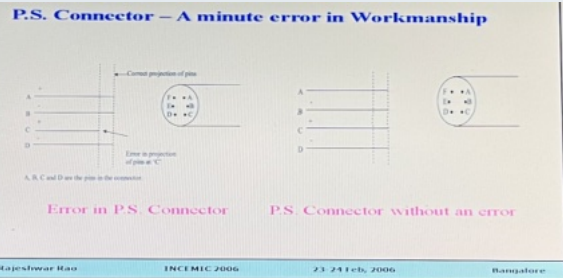 P.S. Connector – A minute error in Workmanship
Correct projection of pins
A
B
C
D
F A
E B
D C
Error in projection
of pins at 'C'
A, B, C and D are the pins in the connector
A
B
C
D
F A
E B
D C
Error in P.S. Connector
P.S. Connector without an error
Rajeshwar Rao
INCEMIC 2006
23-24 Feb, 2006
Bangalore